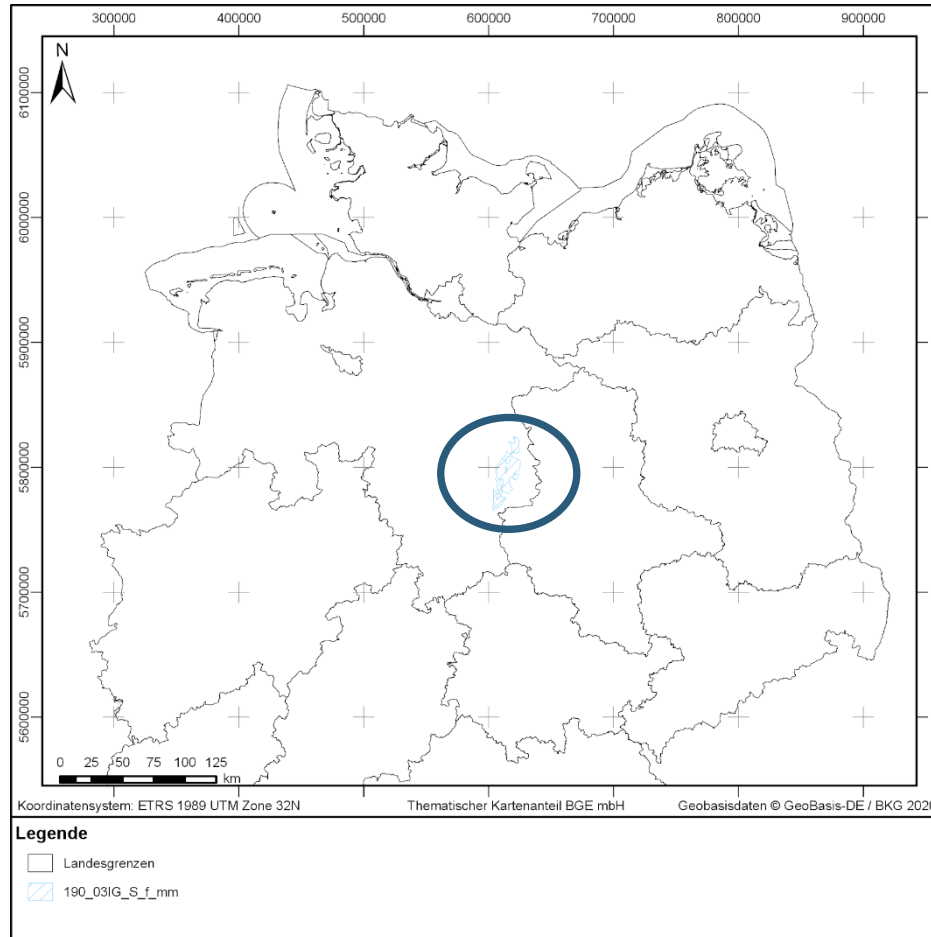 300000 400000 500000 600000 700000 800000 900000
N
6100000
6000000
5900000
5800000
5700000
5600000
0 25 50 75 100 125
km
Koordinatensystem: ETRS 1989 UTM Zone 32N Thematischer Kartenanteil BGE mbH Geobasisdaten © GeoBasis-DE / BKG 2020
Legende
Landesgrenzen
190_03IG_S_f_mm